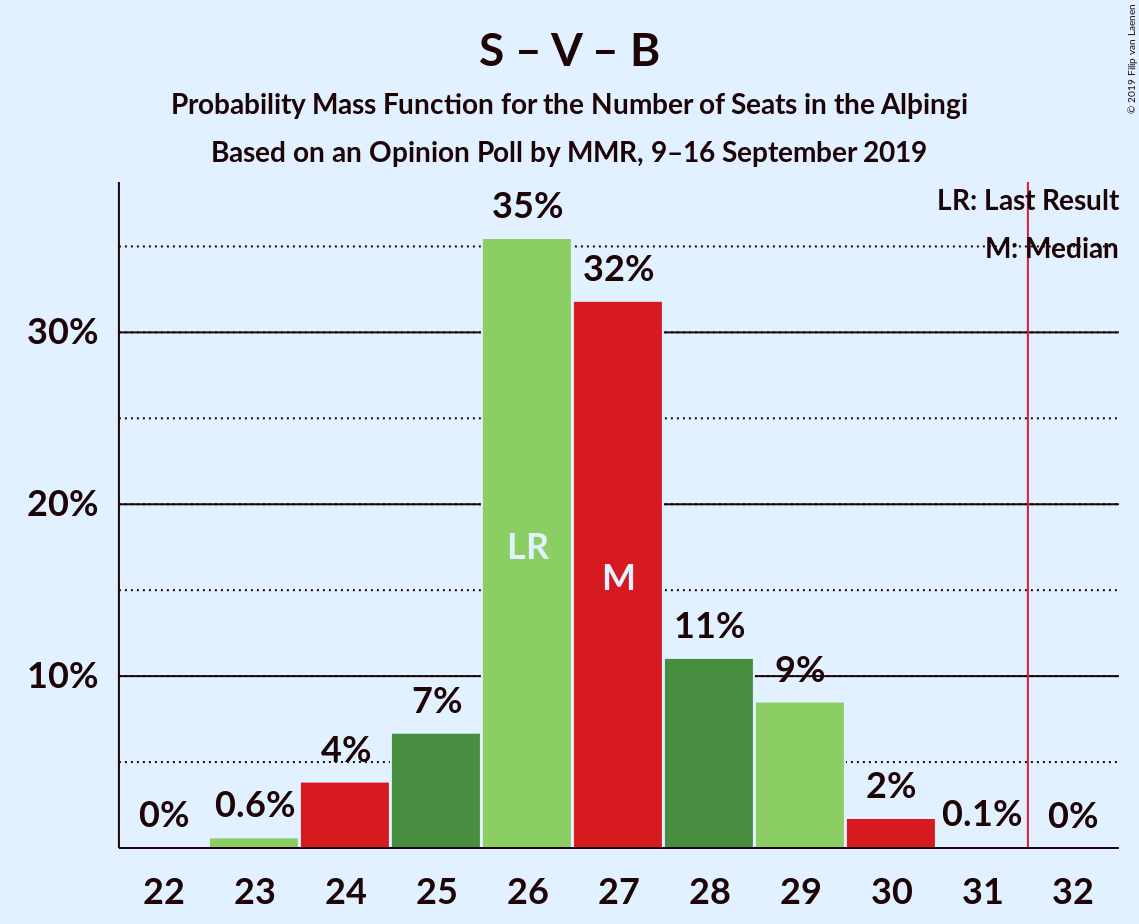 S – V – B
Probability Mass Function for the Number of Seats in the Alþingi
Based on an Opinion Poll by MMR, 9–16 September 2019
© 2019 Filip van Laenen
LR: Last Result
M: Median
35%
32%
30%
20%
LR
M
11%
10%
9%
7%
4%
2%
0%
0.6%
0.1%
0%
22 23 24 25 26 27 28 29 30 31 32